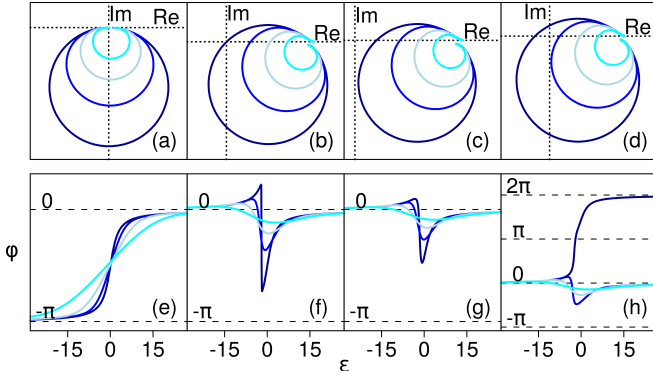 Im Re Im Im Im
Re Re Re
(a) (b) (c) (d)
0 0 0 2π
π
φ 0
-π (e) -π (f) -π (g) -π (h)
-15 0 15 -15 0 15 -15 0 15 -15 0 15
ε